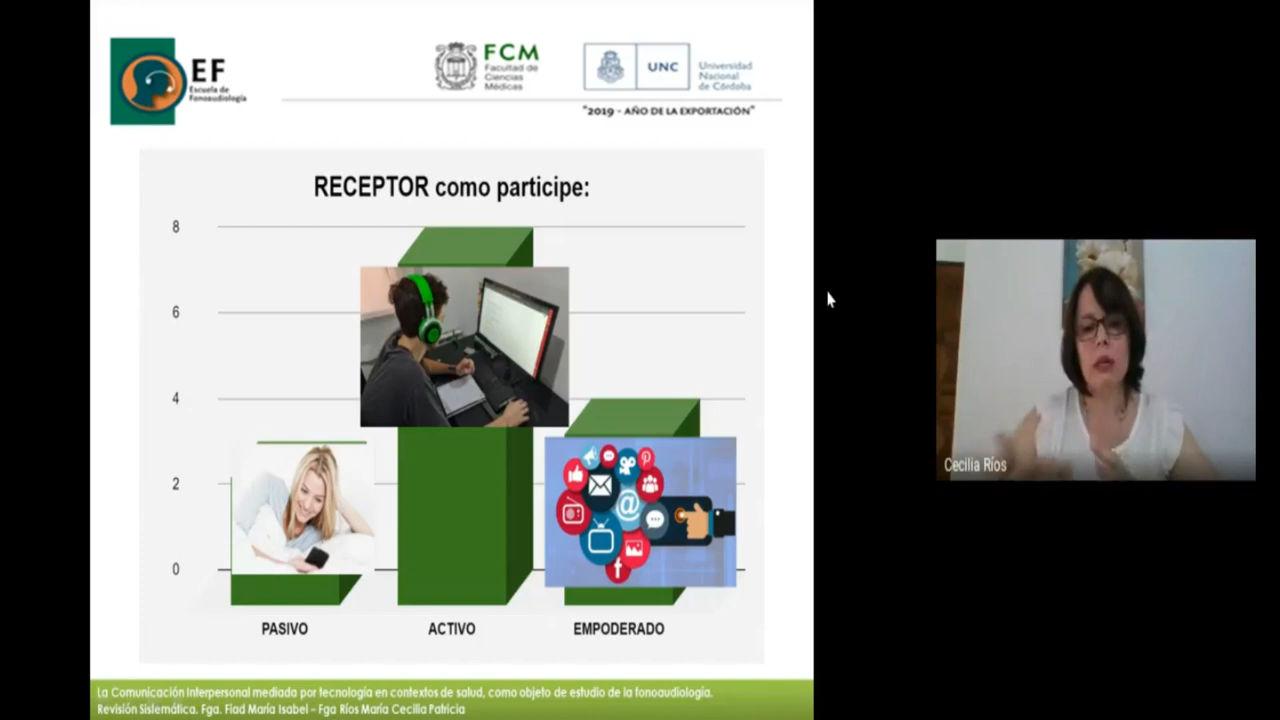 EF
Escuela de
Fonoaudiología
FCM
Facultad de
Ciencias
Médicas
UNC
Universidad
Nacional
de Córdoba
"2019 - AÑO DE LA EXPORTACIÓN"
RECEPTOR como participe:
8
6
4
2
0
PASIVO
ACTIVO
EMPODERADO
Cecilia Ríos
La Comunicación Interpersonal mediada por tecnología en contextos de salud, como objeto de estudio de la fonoaudiología.
Revisión Sistemática. Fga. Fiad María Isabel – Fga Ríos María Cecilia Patricia